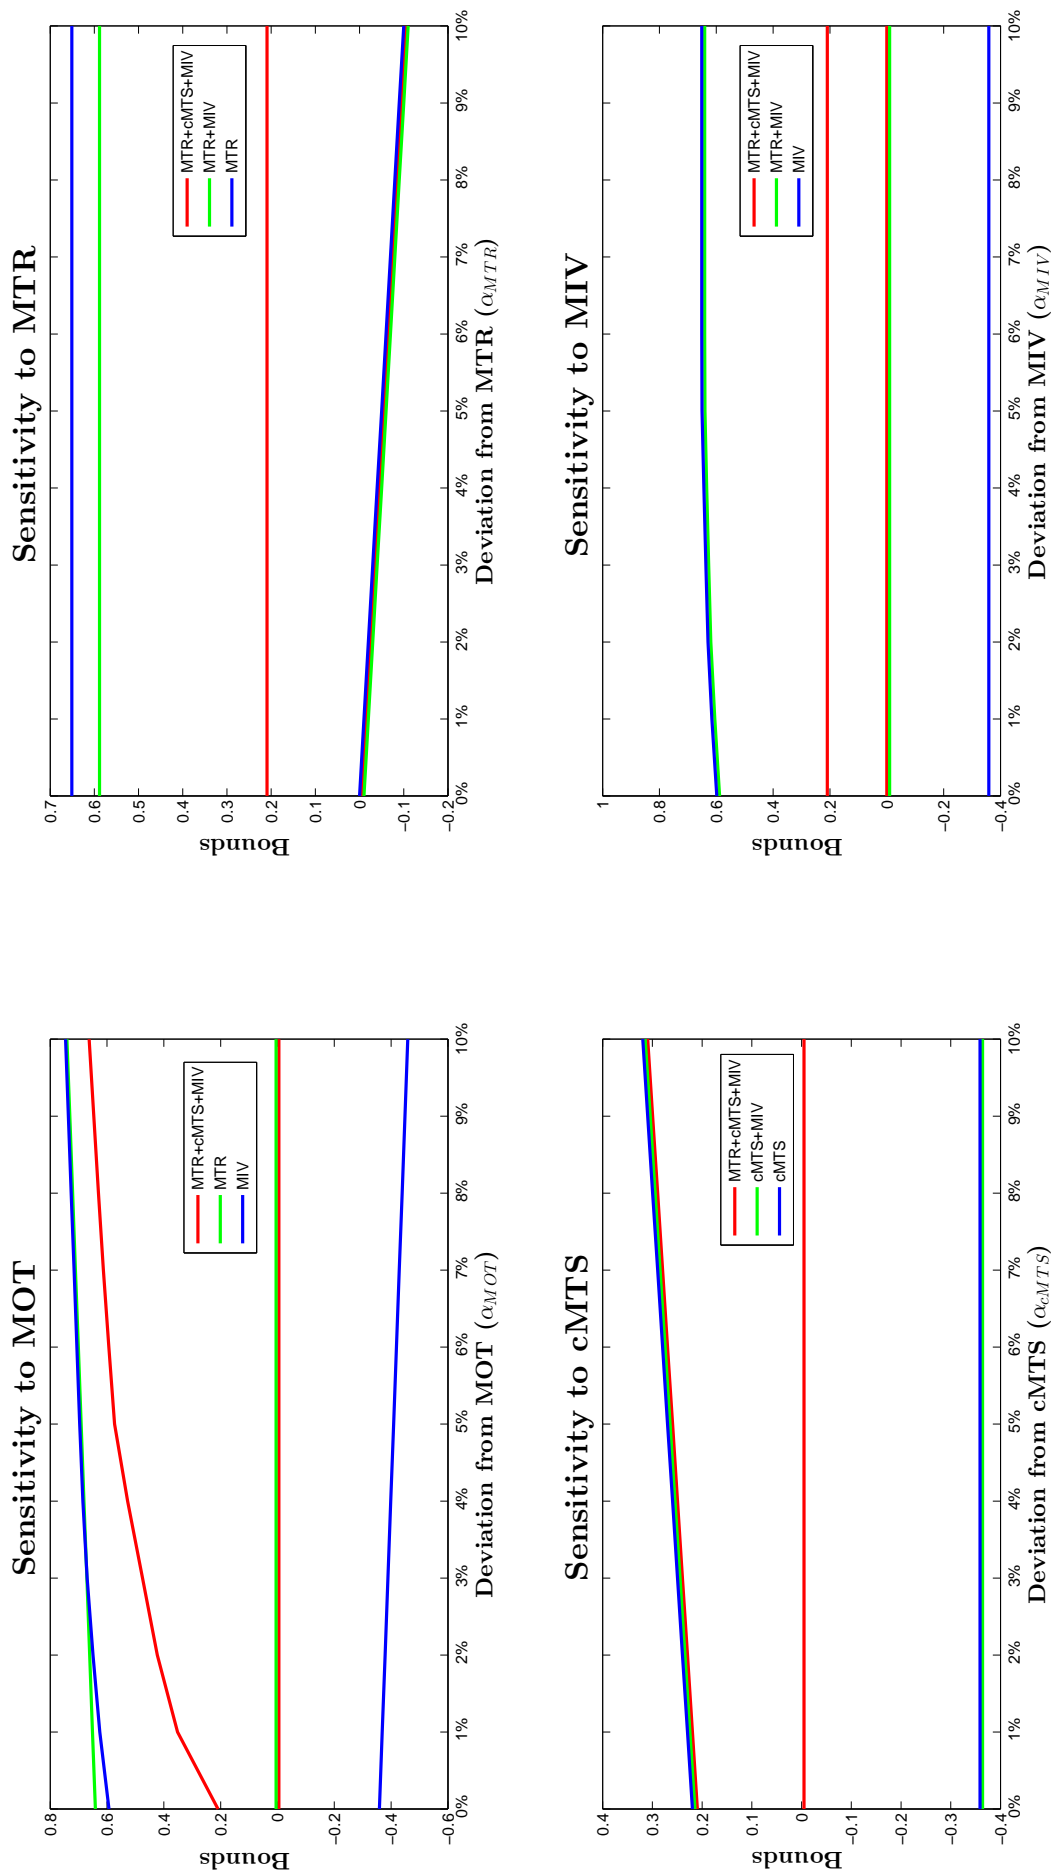 Sensitivity to MOT
0.8
0.6
0.4
0.2
0
−0.2
−0.4
−0.6
Bounds
MTR+cMTS+MIV
MTR
MIV
0% 1% 2% 3% 4% 5% 6% 7% 8% 9% 10%
Deviation from MOT (α_MOT)
Sensitivity to MTR
0.7
0.6
0.5
0.4
0.3
0.2
0.1
0
−0.1
−0.2
Bounds
MTR+cMTS+MIV
MTR+MIV
MTR
0% 1% 2% 3% 4% 5% 6% 7% 8% 9% 10%
Deviation from MTR (α_MTR)
Sensitivity to cMTS
0.4
0.3
0.2
0.1
0
−0.1
−0.2
−0.3
−0.4
Bounds
MTR+cMTS+MIV
cMTS+MIV
cMTS
0% 1% 2% 3% 4% 5% 6% 7% 8% 9% 10%
Deviation from cMTS (α_cMTS)
Sensitivity to MIV
1
0.8
0.6
0.4
0.2
0
−0.2
−0.4
Bounds
MTR+cMTS+MIV
MTR+MIV
MIV
0% 1% 2% 3% 4% 5% 6% 7% 8% 9% 10%
Deviation from MIV (α_MIV)